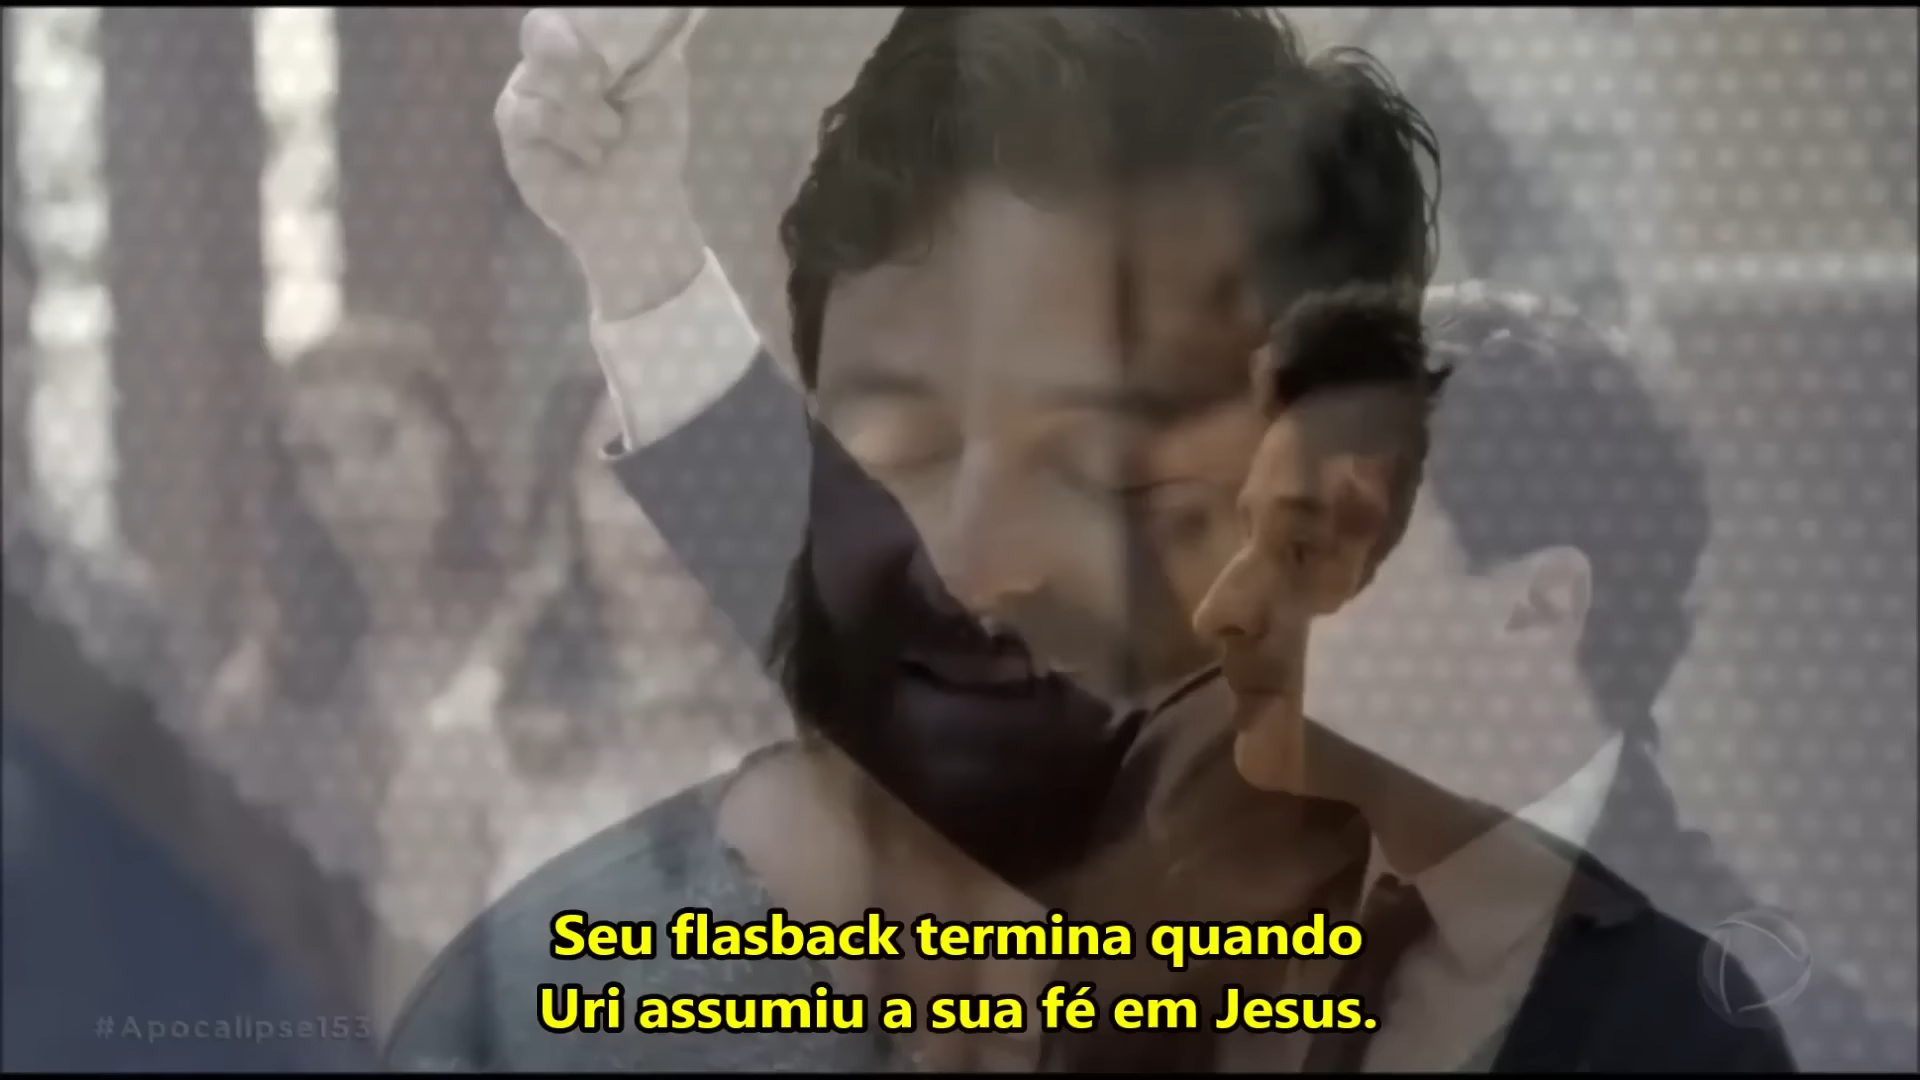 Seu flasback termina quando
Uri assumiu a sua fé em Jesus.
#Apocalipse153